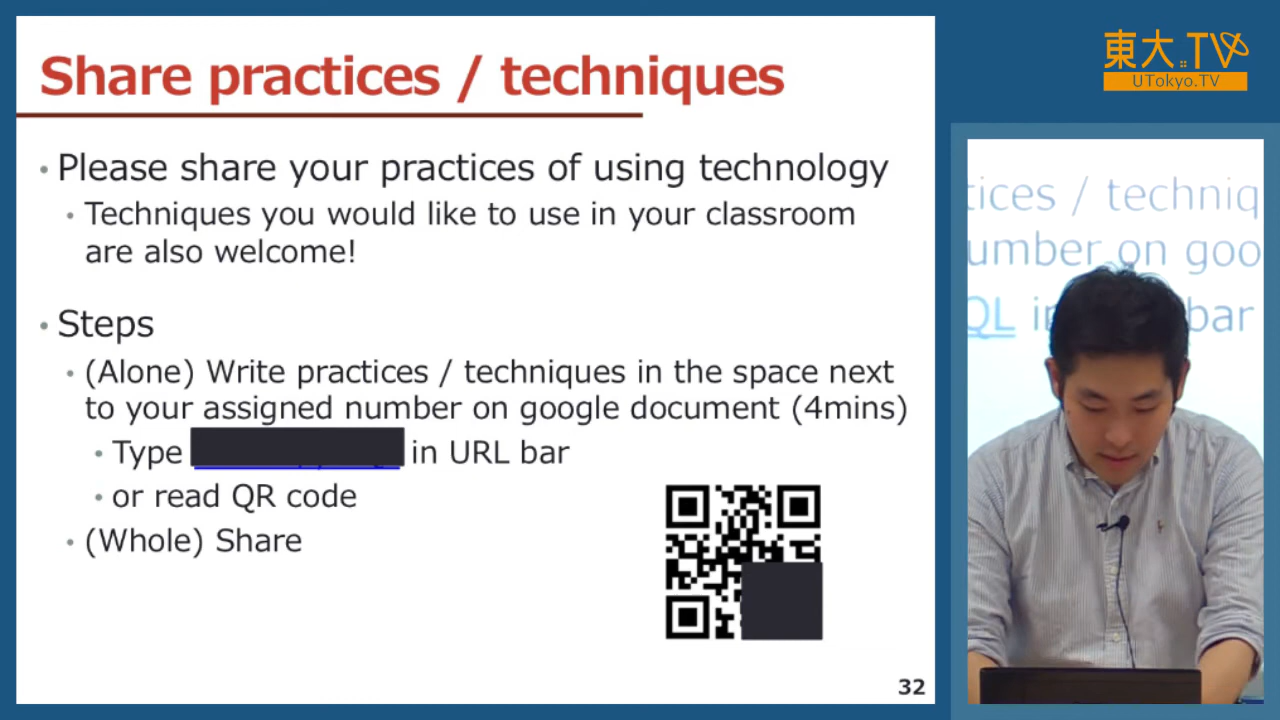 Share practices / techniques
東大TV
UTokyo.TV
• Please share your practices of using technology
• Techniques you would like to use in your classroom
are also welcome!
• Steps
• (Alone) Write practices / techniques in the space next
to your assigned number on google document (4mins)
• Type in URL bar
• or read QR code
• (Whole) Share
32
tices / techniq
umber on goo
QL in bar